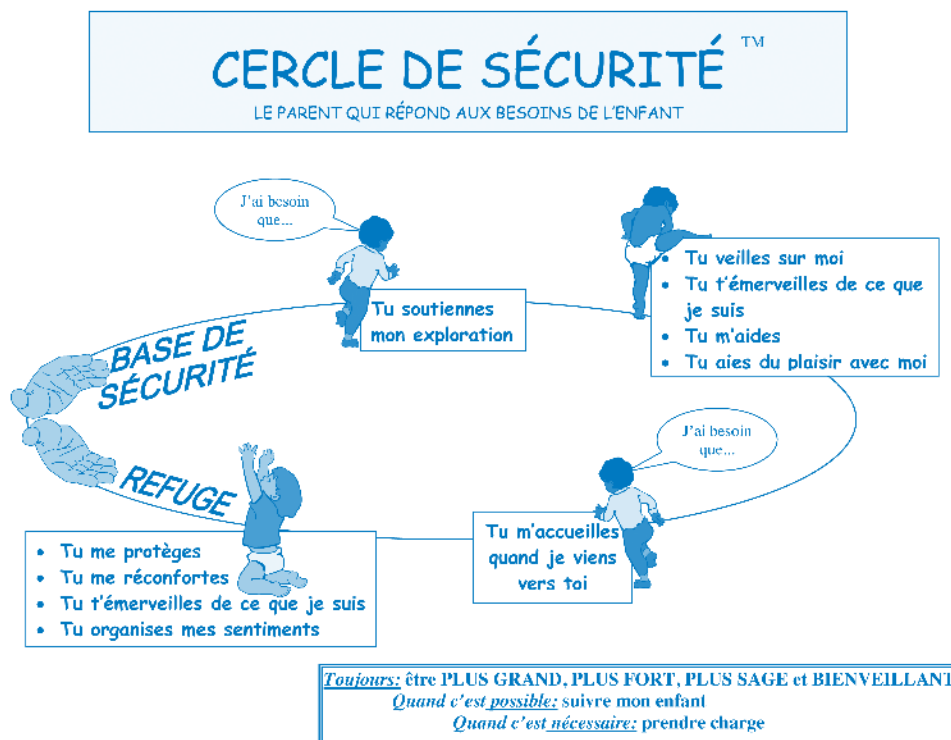 CERCLE DE SÉCURITÉ ™
LE PARENT QUI RÉPOND AUX BESOINS DE L'ENFANT
J'ai besoin
que...
Tu soutiennes
mon exploration
• Tu veilles sur moi
• Tu t'émerveilles de ce que
je suis
• Tu m'aides
• Tu aies du plaisir avec moi
BASE DE
SÉCURITÉ
J'ai besoin
que...
Tu m'accueilles
quand je viens
vers toi
REFUGE
• Tu me protèges
• Tu me réconfortes
• Tu t'émerveilles de ce que je suis
• Tu organises mes sentiments
Toujours: être PLUS GRAND, PLUS FORT, PLUS SAGE et BIENVEILLANT
Quand c'est possible: suivre mon enfant
Quand c'est nécessaire: prendre charge